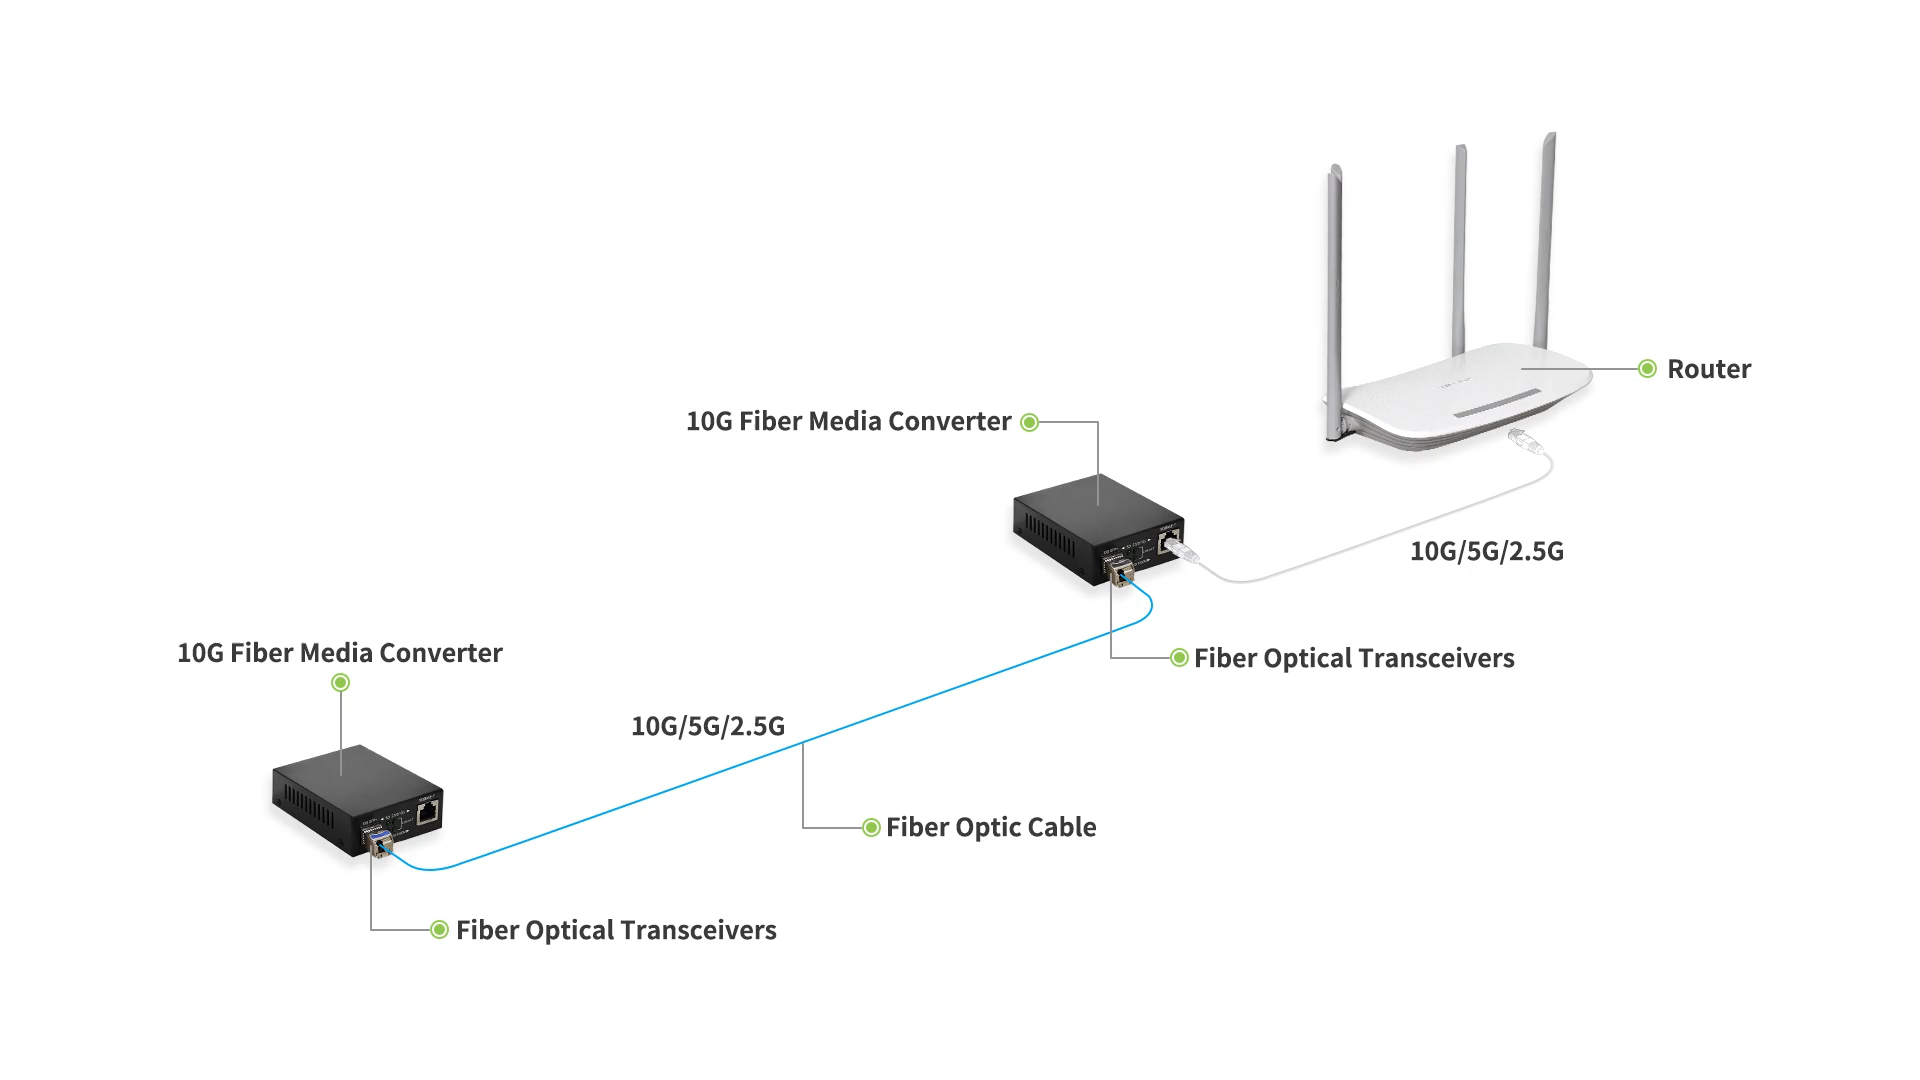 Router
10G Fiber Media Converter
10G/5G/2.5G
Fiber Optical Transceivers
10G Fiber Media Converter
10G/5G/2.5G
Fiber Optic Cable
Fiber Optical Transceivers